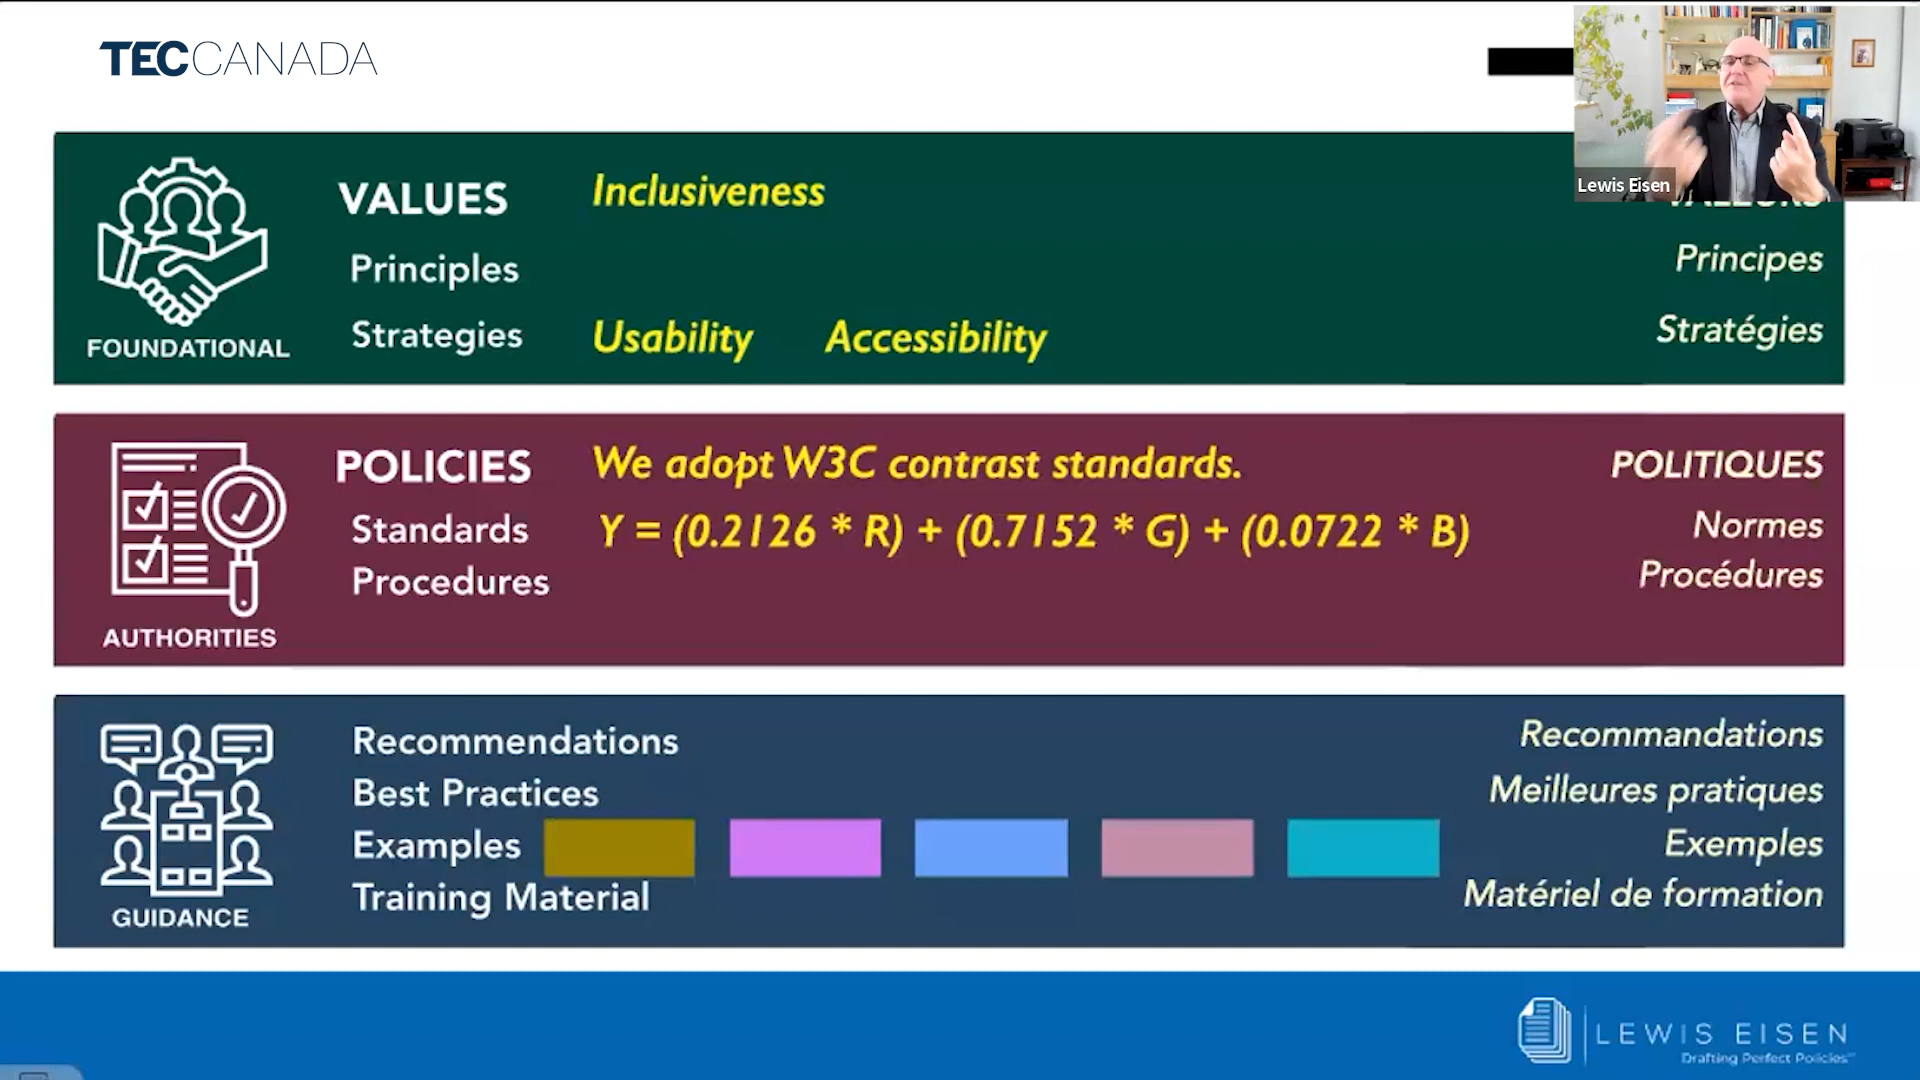 TECCANADA
Lewis Eisen
VALUES Inclusiveness VALEURS
Principles Principes
Strategies Usability Accessibility Stratégies
FOUNDATIONAL
POLICIES We adopt W3C contrast standards. POLITIQUES
Standards Y = (0.2126 * R) + (0.7152 * G) + (0.0722 * B) Normes
Procedures Procédures
AUTHORITIES
Recommendations Recommandations
Best Practices Meilleures pratiques
Examples Exemples
Training Material Matériel de formation
GUIDANCE
LEWIS EISEN
Drafting Perfect Policies